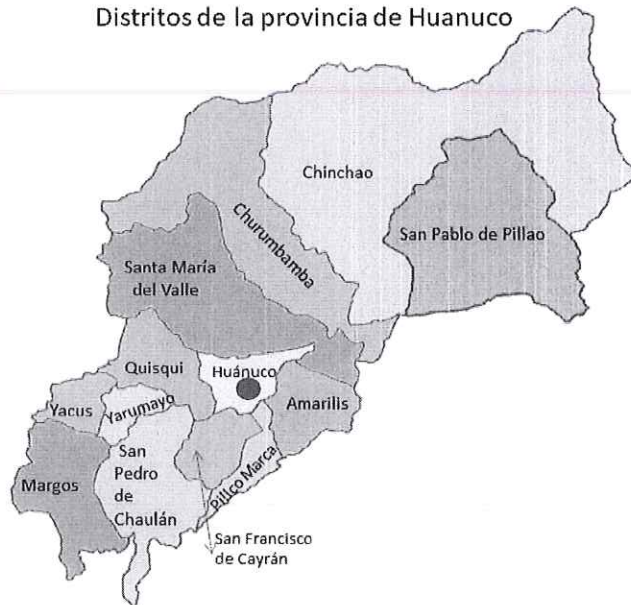 Distritos de la provincia de Huanuco
Chinchao
Churumbamba
San Pablo de Pillao
Santa María
del Valle
Quisqui
Huánuco
Amarilis
Yacus
Yarumayo
San
Pedro
de
Chaulán
Margos
Pillco Marca
San Francisco
de Cayrán